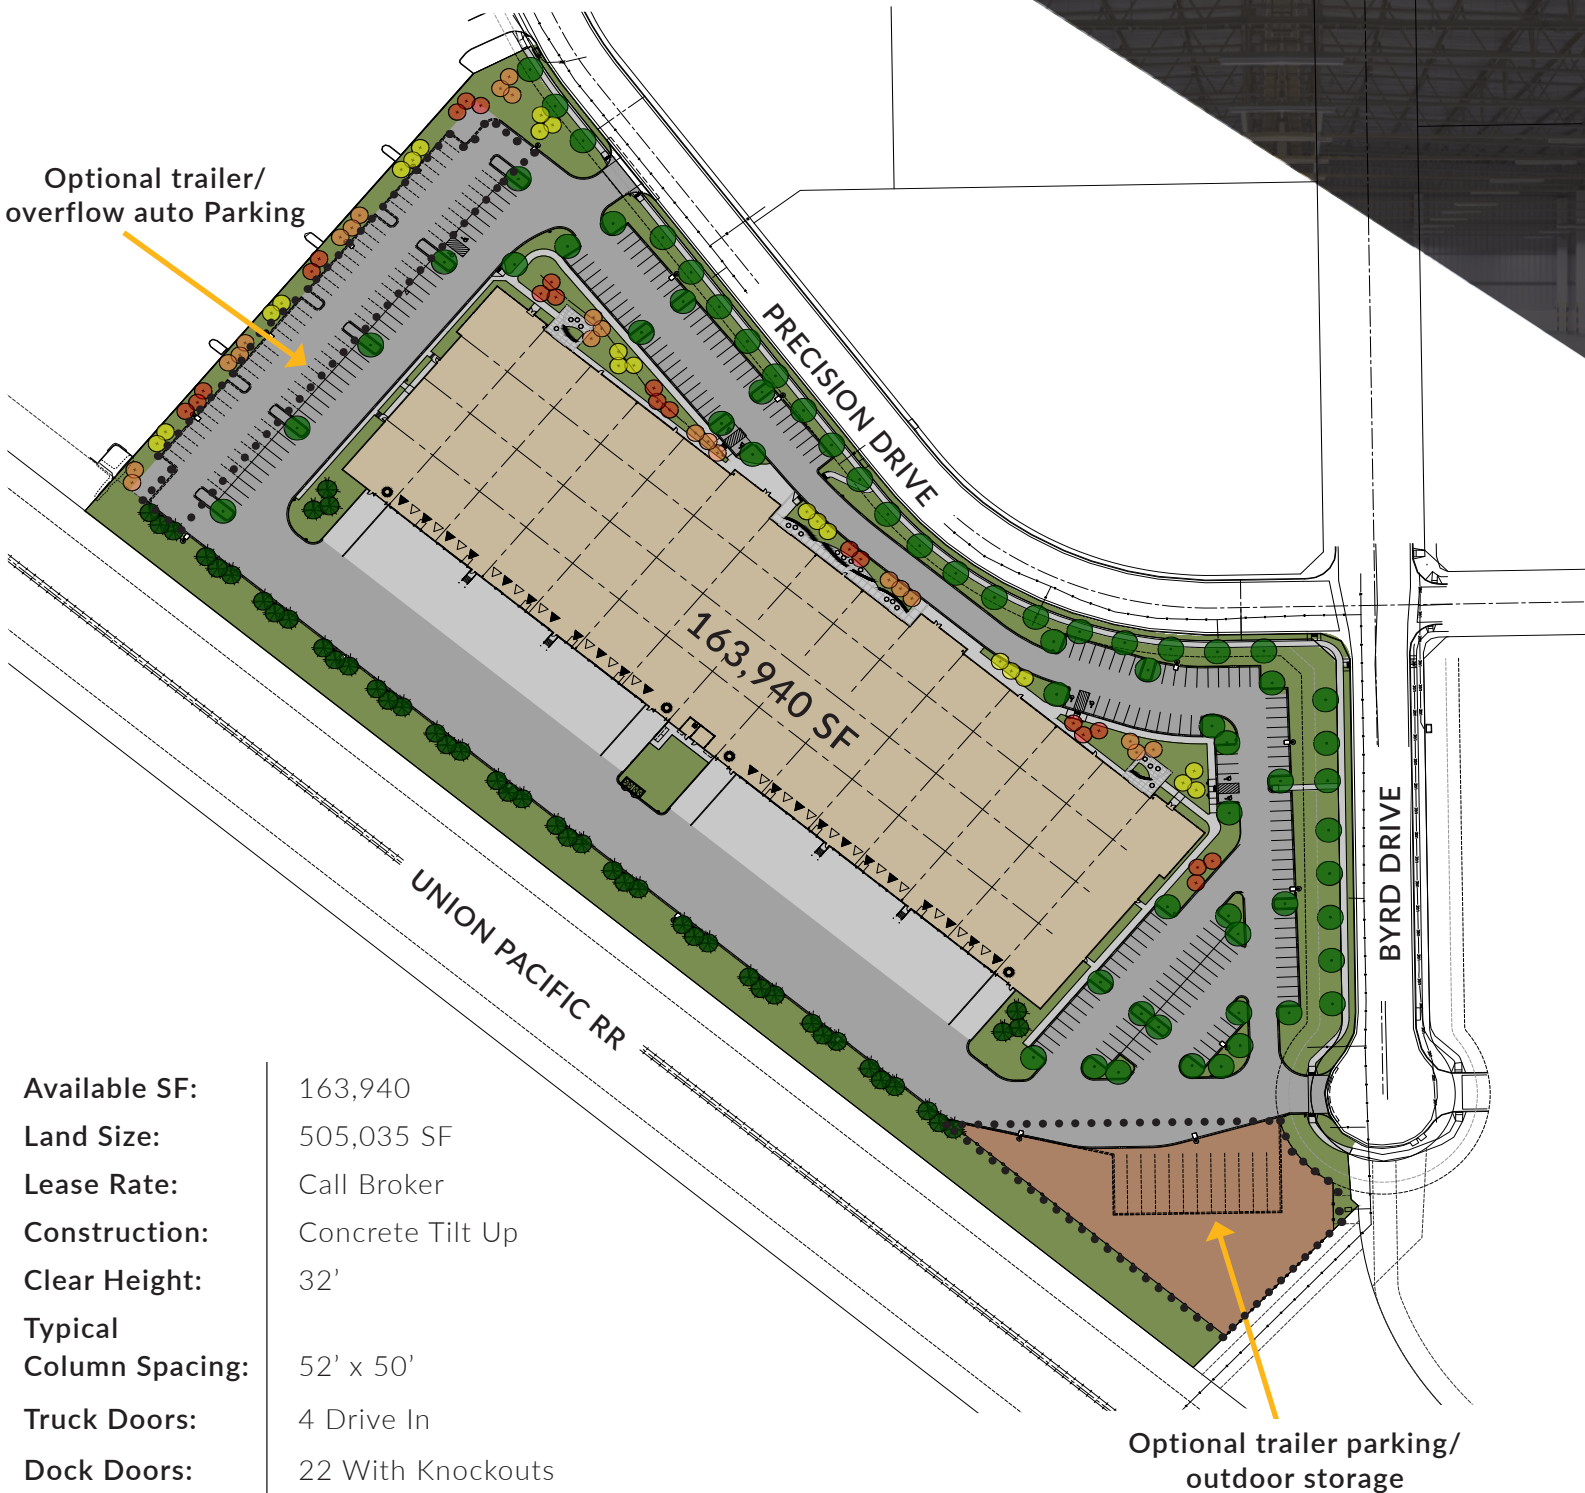 Optional trailer/
overflow auto Parking
PRECISION DRIVE
163,940 SF
BYRD DRIVE
UNION PACIFIC RR
Available SF: 163,940
Land Size: 505,035 SF
Lease Rate: Call Broker
Construction: Concrete Tilt Up
Clear Height: 32’
Typical
Column Spacing: 52’ x 50’
Truck Doors: 4 Drive In
Dock Doors: 22 With Knockouts
Optional trailer parking/
outdoor storage